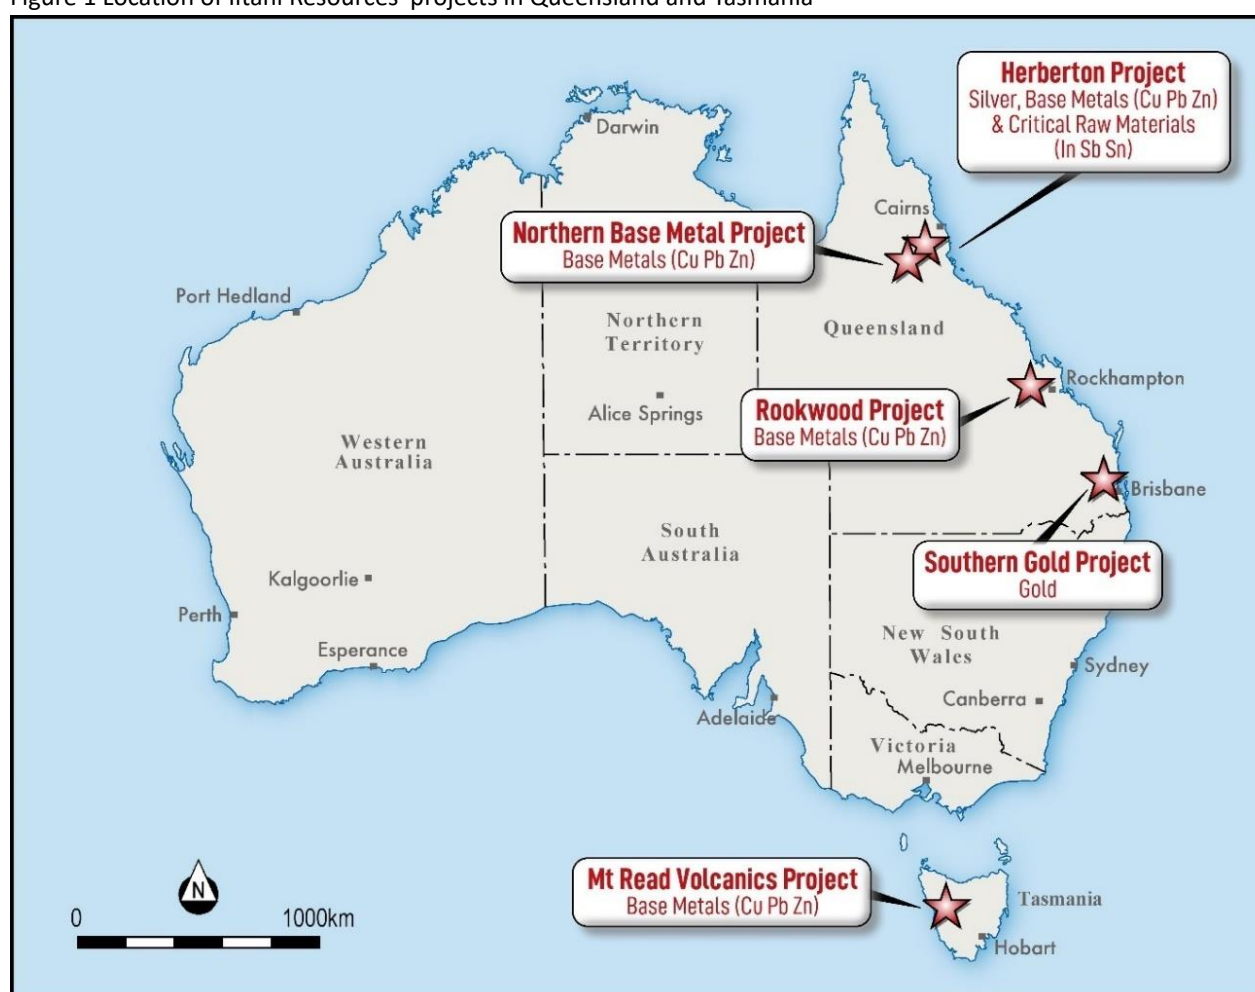 Figure 1 Location of Iltani Resources' projects in Queensland and Tasmania
Herberton Project
Silver, Base Metals (Cu Pb Zn)
& Critical Raw Materials
(In Sb Sn)
Darwin
Cairns
Northern Base Metal Project
Base Metals (Cu Pb Zn)
Port Hedland
Northern
Territory
Queensland
Rockhampton
Alice Springs
Rookwood Project
Base Metals (Cu Pb Zn)
Western
Australia
Brisbane
South
Australia
Southern Gold Project
Gold
Kalgoorlie
Perth
Esperance
New South
Wales
Sydney
Canberra
Adelaide
Victoria
Melbourne
Mt Read Volcanics Project
Base Metals (Cu Pb Zn)
Tasmania
Hobart
N
0 1000km